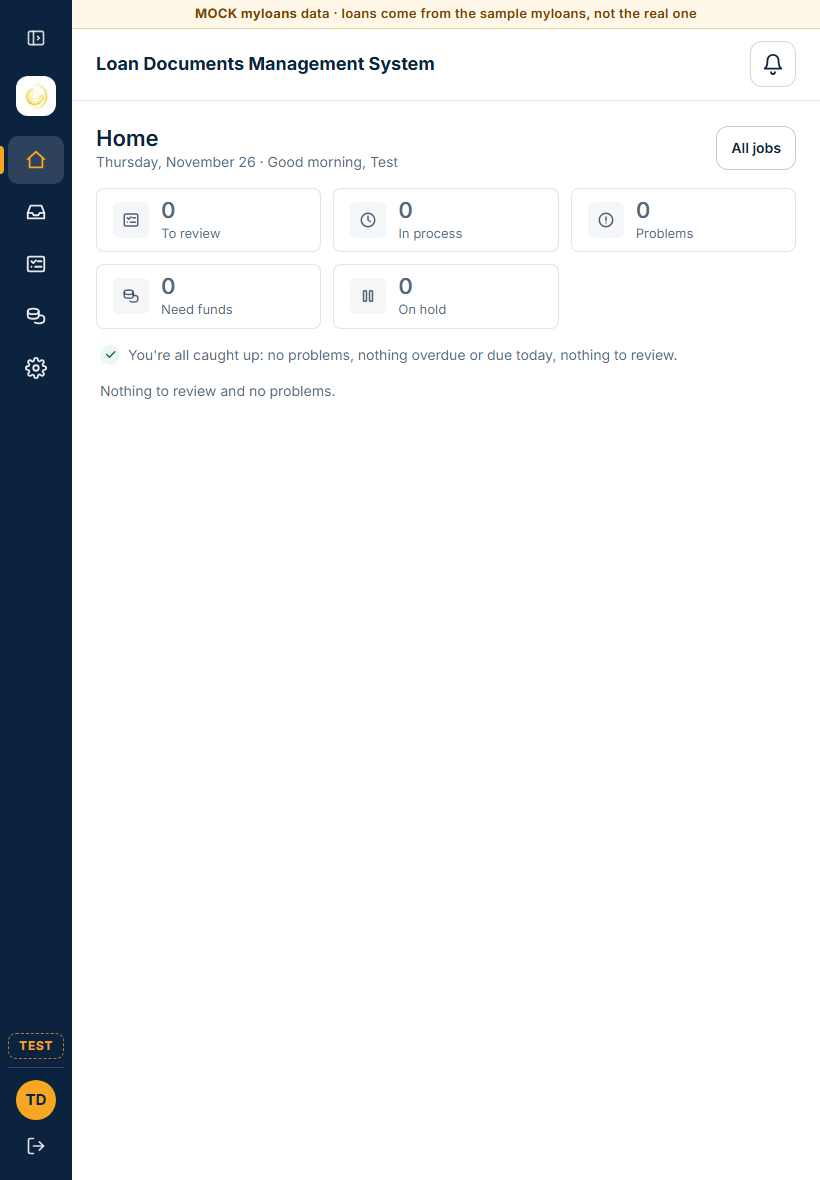 MOCK myloans data · loans come from the sample myloans, not the real one
Loan Documents Management System
Home
Thursday, November 26 · Good morning, Test
All jobs
0
To review
0
In process
0
Problems
0
Need funds
0
On hold
You're all caught up: no problems, nothing overdue or due today, nothing to review.
Nothing to review and no problems.
TEST
TD